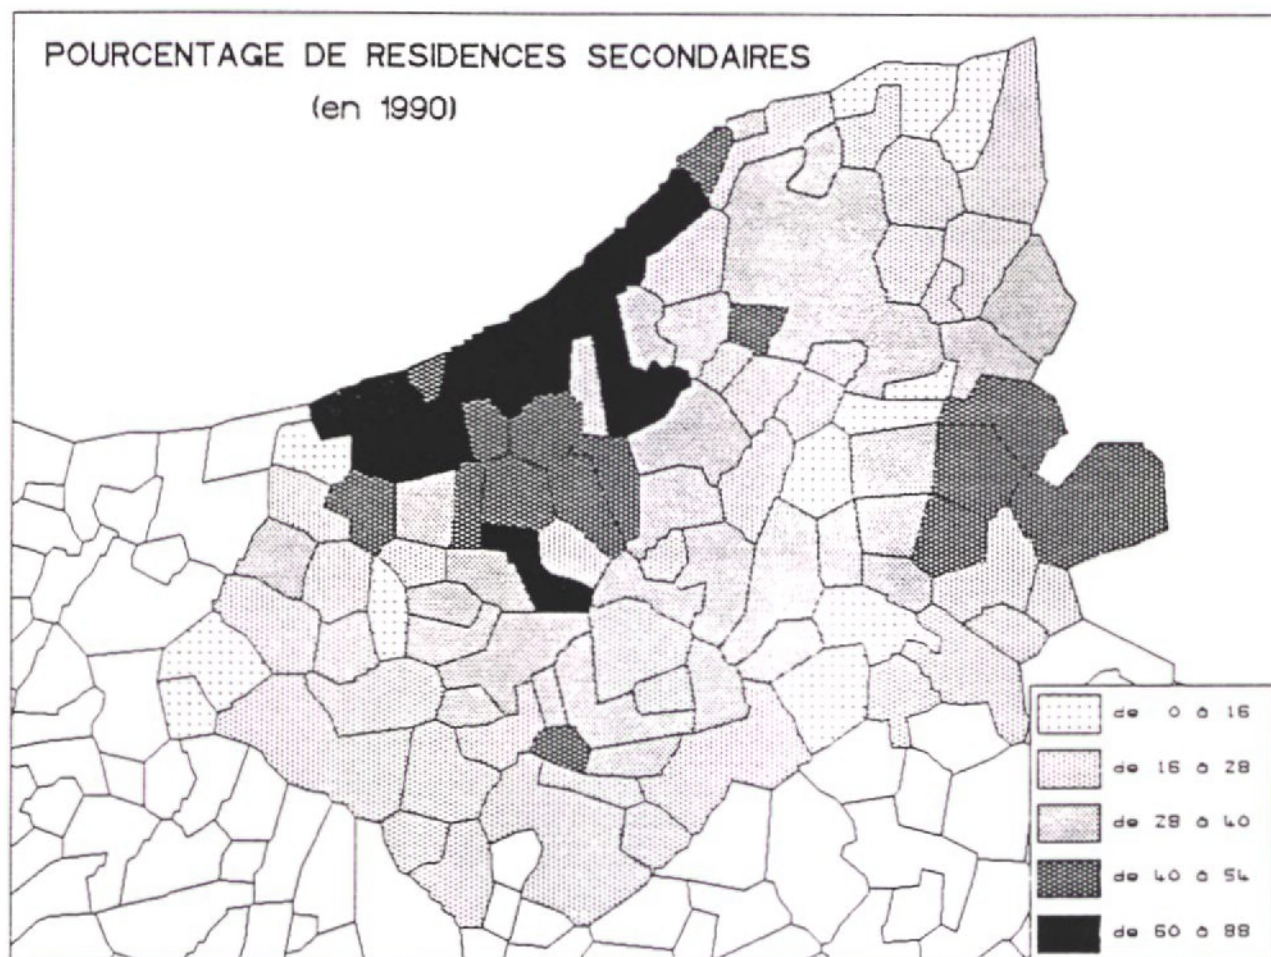 POURCENTAGE DE RESIDENCES SECONDAIRES
(en 1990)
de 0 à 16
de 16 à 28
de 28 à 40
de 40 à 54
de 60 à 88